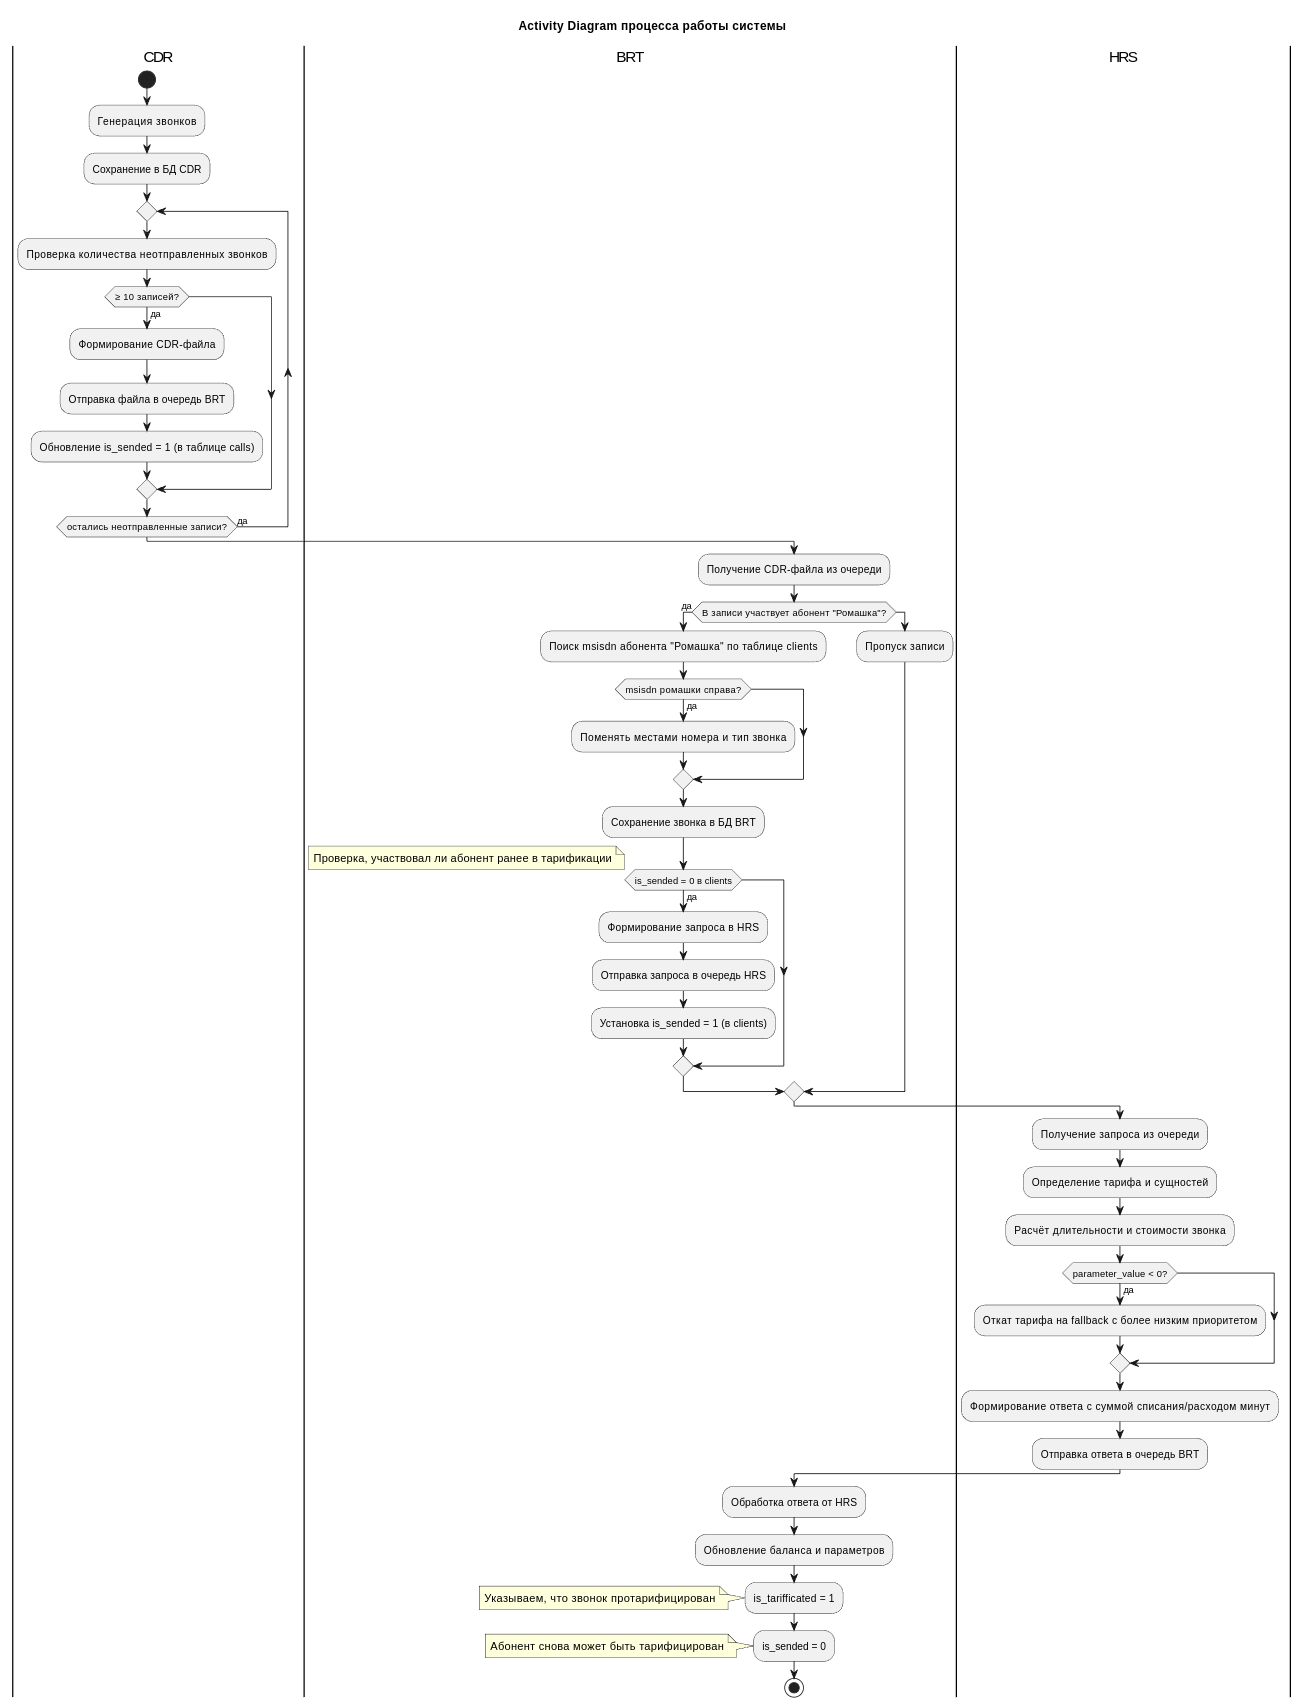 Activity Diagram процесса работы системы
CDR
BRT
HRS
Генерация звонков
Сохранение в БД CDR
Проверка количества неотправленных звонков
≥ 10 записей?
да
Формирование CDR-файла
Отправка файла в очередь BRT
Обновление is_sended = 1 (в таблице calls)
остались неотправленные записи?
да
Получение CDR-файла из очереди
В записи участвует абонент "Ромашка"?
да
Поиск msisdn абонента "Ромашка" по таблице clients
Пропуск записи
msisdn ромашки справа?
да
Поменять местами номера и тип звонка
Сохранение звонка в БД BRT
Проверка, участвовал ли абонент ранее в тарификации
is_sended = 0 в clients
да
Формирование запроса в HRS
Отправка запроса в очередь HRS
Установка is_sended = 1 (в clients)
Получение запроса из очереди
Определение тарифа и сущностей
Расчёт длительности и стоимости звонка
parameter_value < 0?
да
Откат тарифа на fallback с более низким приоритетом
Формирование ответа с суммой списания/расходом минут
Отправка ответа в очередь BRT
Обработка ответа от HRS
Обновление баланса и параметров
Указываем, что звонок протарифицирован
is_tarifficated = 1
Абонент снова может быть тарифицирован
is_sended = 0